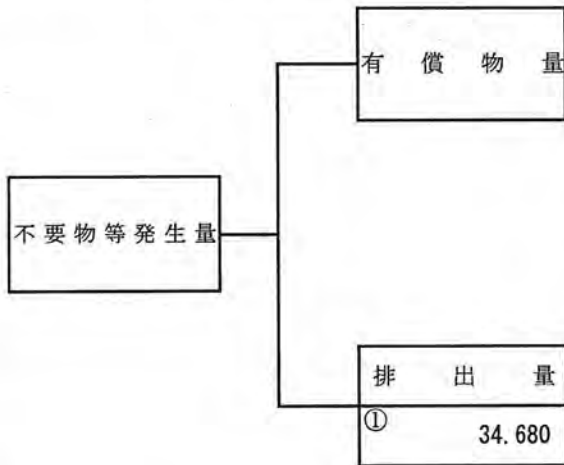 有償物量
不要物等発生量
排出量
①
34.680